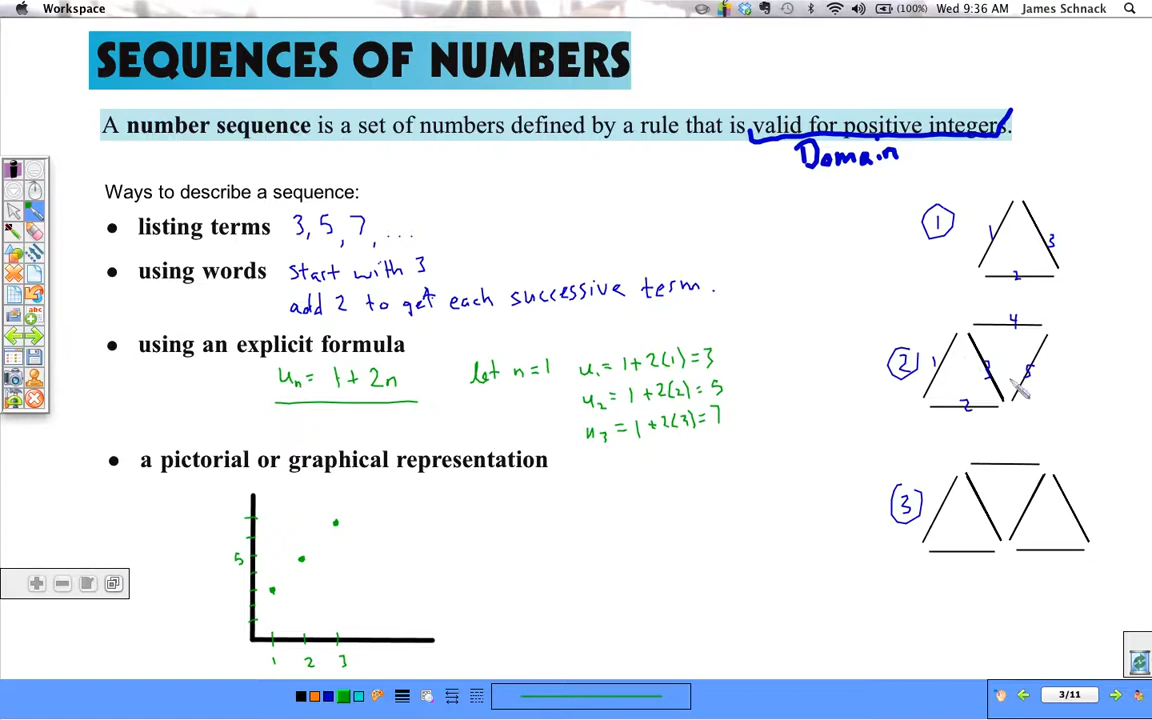 Workspace
(100%) Wed 9:36 AM James Schnack
SEQUENCES OF NUMBERS
A number sequence is a set of numbers defined by a rule that is valid for positive integers.
Domain
Ways to describe a sequence:
• listing terms 3, 5, 7, ...
• using words start with 3
add 2 to get each successive term.
• using an explicit formula
uₙ = 1 + 2n
let n = 1 u₁ = 1 + 2(1) = 3
u₂ = 1 + 2(2) = 5
u₃ = 1 + 2(3) = 7
• a pictorial or graphical representation
5
1 2 3
1
1 3
2
2
4
1 3 5
2
3
abc
3/11